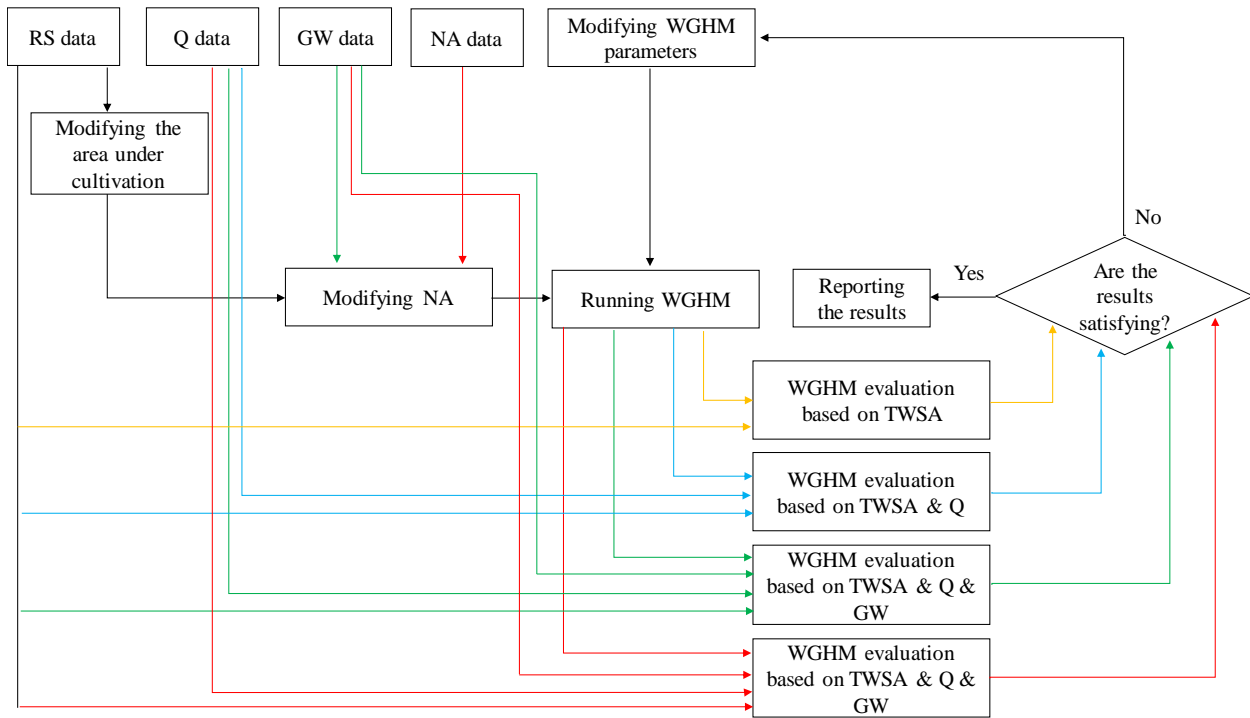 RS data
Q data
GW data
NA data
Modifying WGHM
parameters
Modifying the
area under
cultivation
No
Modifying NA
Running WGHM
Reporting
the results
Yes
Are the
results
satisfying?
WGHM evaluation
based on TWSA
WGHM evaluation
based on TWSA & Q
WGHM evaluation
based on TWSA & Q &
GW
WGHM evaluation
based on TWSA & Q &
GW